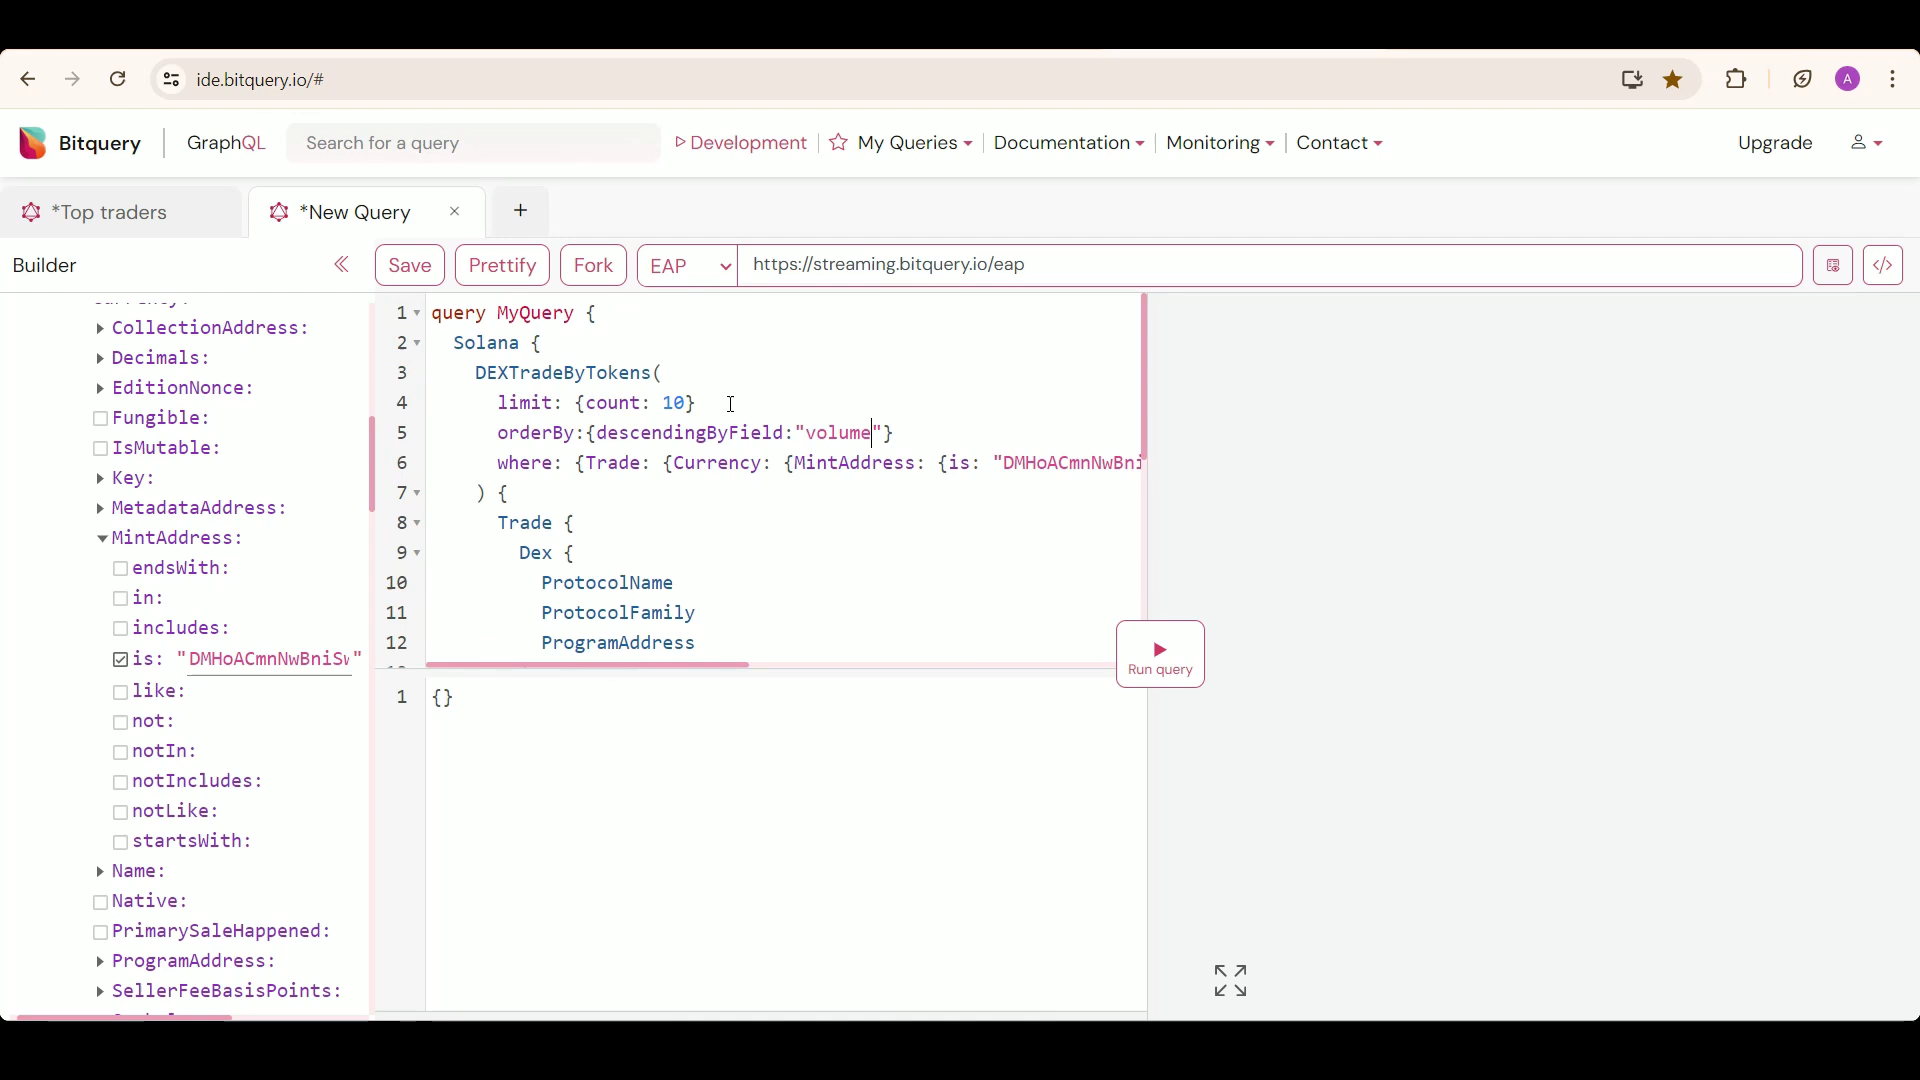 ide.bitquery.io/#
A
Bitquery
GraphQL
Search for a query
Development
My Queries
Documentation
Monitoring
Contact
Upgrade
*Top traders
*New Query
×
+
Builder
Save
Prettify
Fork
EAP
https://streaming.bitquery.io/eap
</>
CollectionAddress:
Decimals:
EditionNonce:
Fungible:
IsMutable:
Key:
MetadataAddress:
MintAddress:
endsWith:
in:
includes:
is: "DMHoACmnNwBniSw"
like:
not:
notIn:
notIncludes:
notLike:
startsWith:
Name:
Native:
PrimarySaleHappened:
ProgramAddress:
SellerFeeBasisPoints:
1 query MyQuery {
2 Solana {
3 DEXTradeByTokens(
4 limit: {count: 10}
5 orderBy:{descendingByField:"volume"}
6 where: {Trade: {Currency: {MintAddress: {is: "DMHoACmnNwBni
7 ) {
8 Trade {
9 Dex {
10 ProtocolName
11 ProtocolFamily
12 ProgramAddress
Run query
1 {}